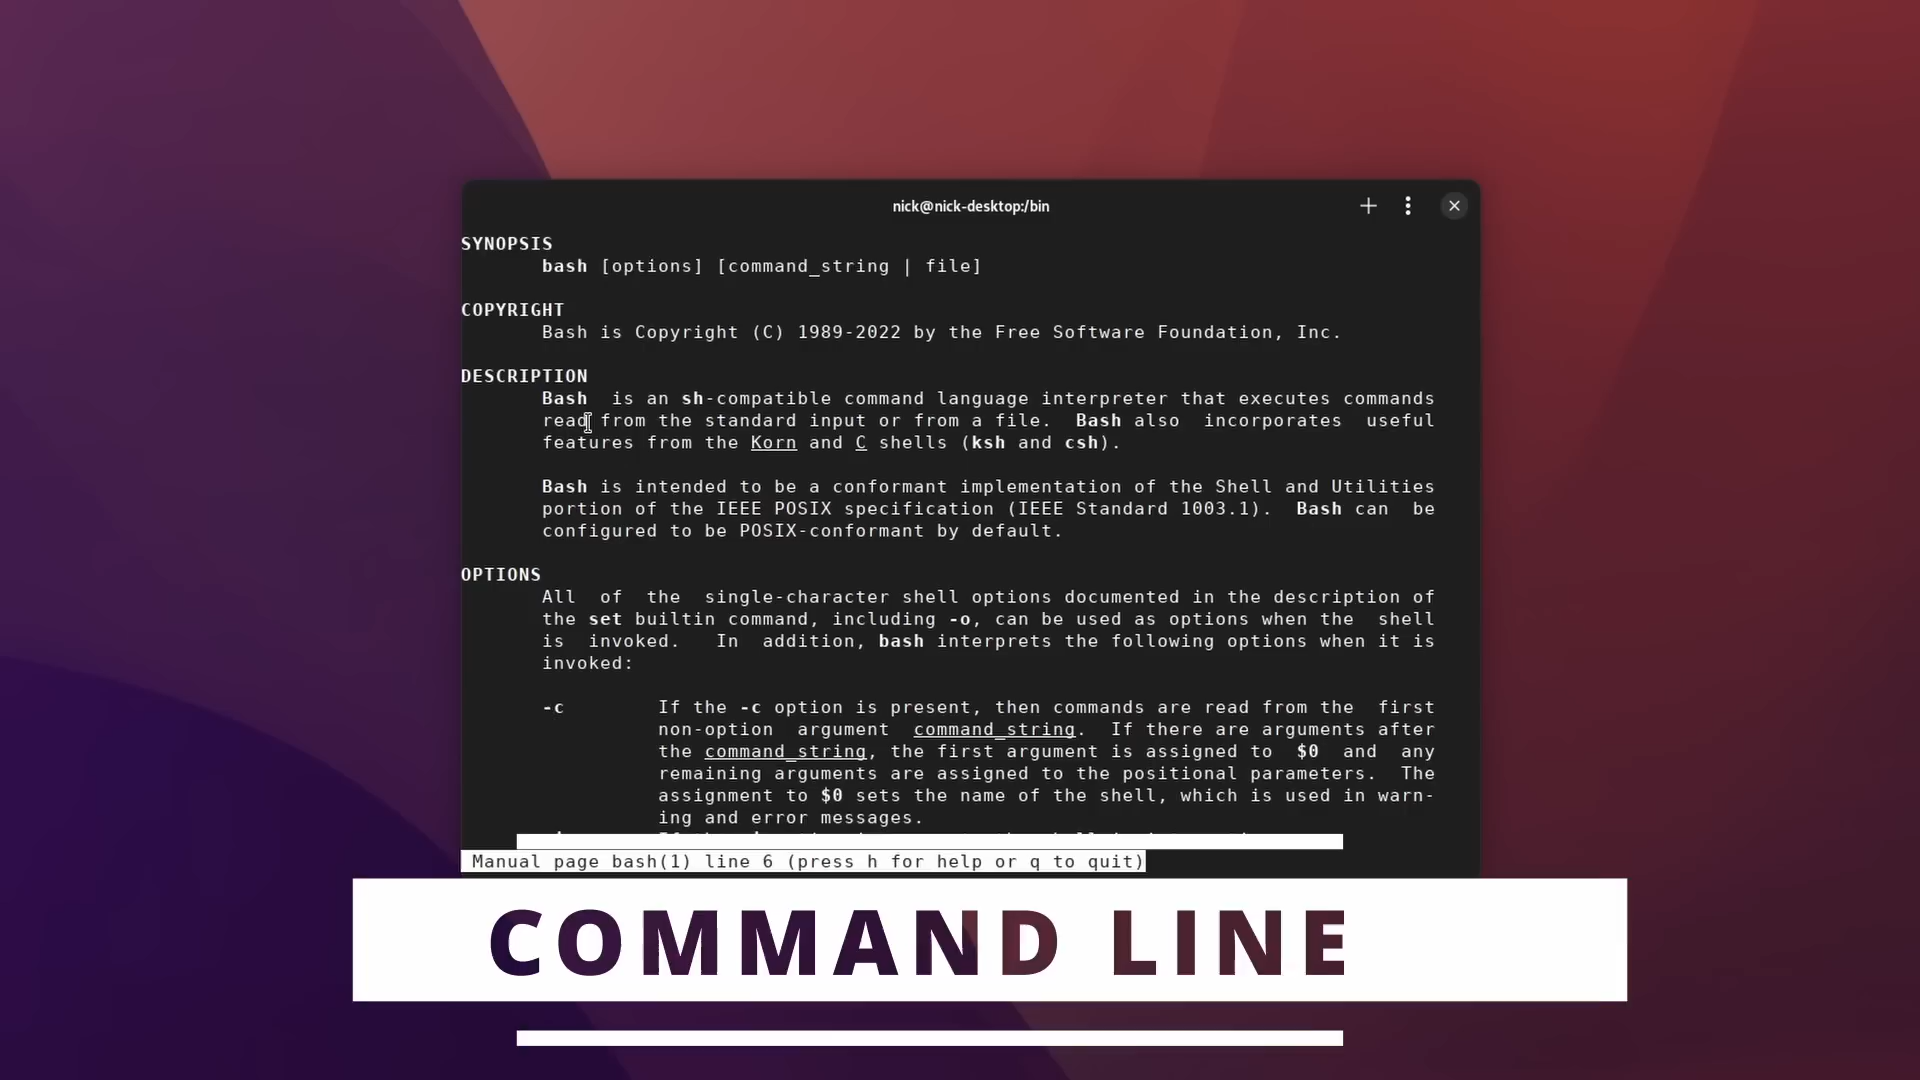 nick@nick-desktop:/bin
SYNOPSIS
bash [options] [command_string | file]
COPYRIGHT
Bash is Copyright (C) 1989-2022 by the Free Software Foundation, Inc.
DESCRIPTION
Bash is an sh-compatible command language interpreter that executes commands
read from the standard input or from a file. Bash also incorporates useful
features from the Korn and C shells (ksh and csh).
Bash is intended to be a conformant implementation of the Shell and Utilities
portion of the IEEE POSIX specification (IEEE Standard 1003.1). Bash can be
configured to be POSIX-conformant by default.
OPTIONS
All of the single-character shell options documented in the description of
the set builtin command, including -o, can be used as options when the shell
is invoked. In addition, bash interprets the following options when it is
invoked:
-c If the -c option is present, then commands are read from the first
non-option argument command_string. If there are arguments after
the command_string, the first argument is assigned to $0 and any
remaining arguments are assigned to the positional parameters. The
assignment to $0 sets the name of the shell, which is used in warn-
ing and error messages.
Manual page bash(1) line 6 (press h for help or q to quit)
COMMAND LINE